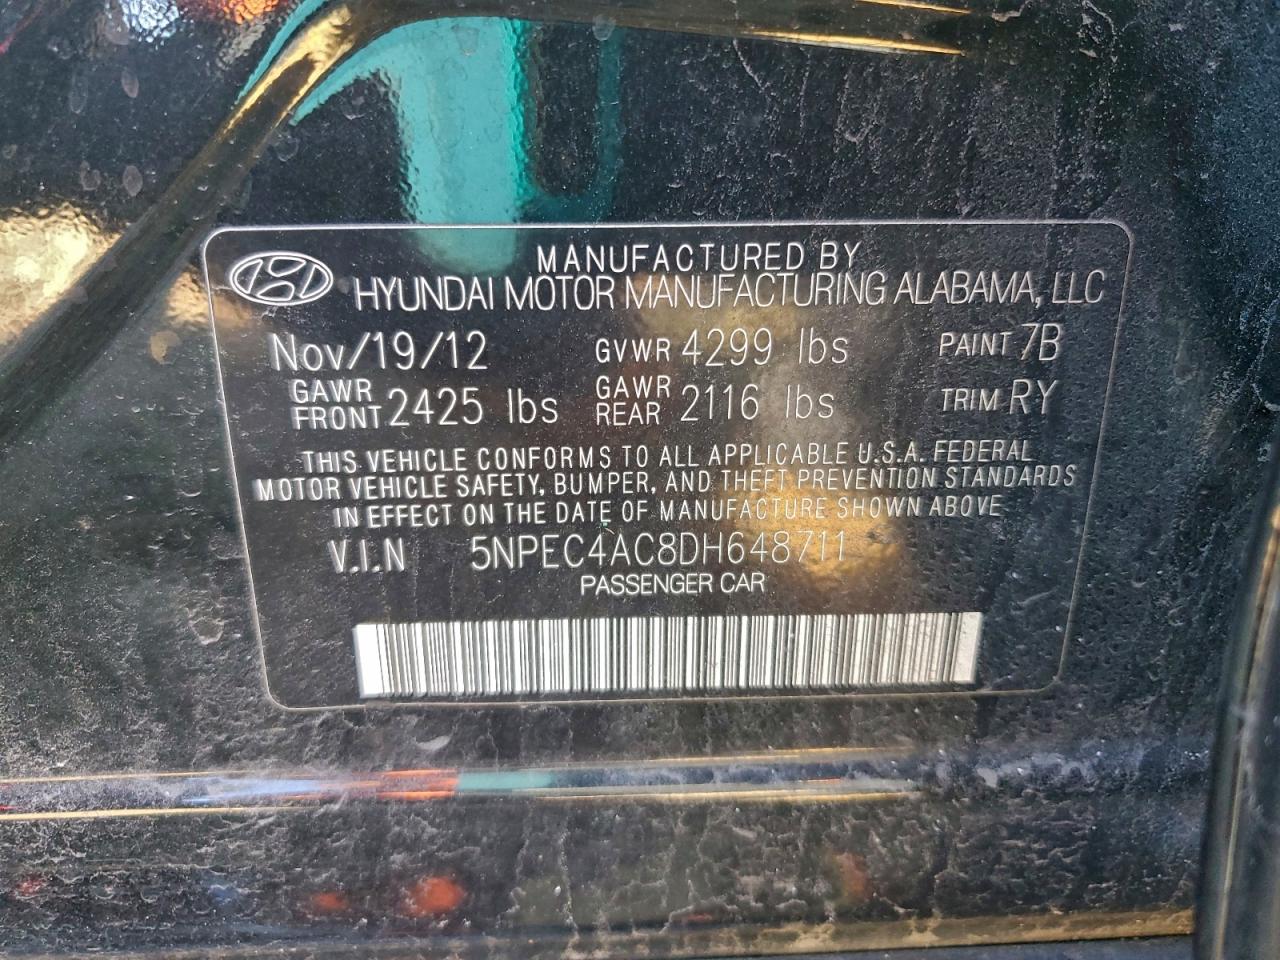 MANUFACTURED BY
HYUNDAI MOTOR MANUFACTURING ALABAMA, LLC
Nov/19/12 GVWR 4299 lbs PAINT 7B
GAWR FRONT 2425 lbs GAWR REAR 2116 lbs TRIM RY
THIS VEHICLE CONFORMS TO ALL APPLICABLE U.S.A. FEDERAL
MOTOR VEHICLE SAFETY, BUMPER, AND THEFT PREVENTION STANDARDS
IN EFFECT ON THE DATE OF MANUFACTURE SHOWN ABOVE
V.I.N 5NPEC4AC8DH648711
PASSENGER CAR